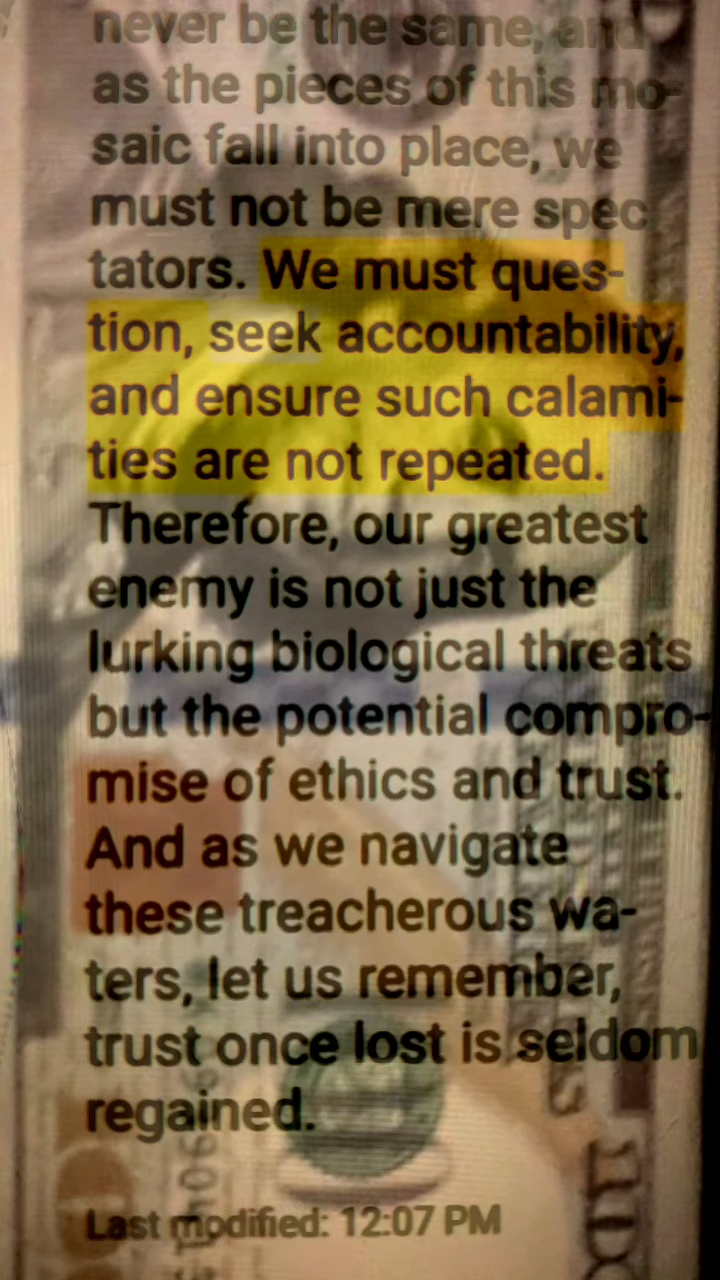 never be the same, and
as the pieces of this mo-
saic fall into place, we
must not be mere spec
tators. We must ques-
tion, seek accountability,
and ensure such calami-
ties are not repeated.
Therefore, our greatest
enemy is not just the
lurking biological threats
but the potential compro-
mise of ethics and trust.
And as we navigate
these treacherous wa-
ters, let us remember,
trust once lost is seldom
regained.
Last modified: 12:07 PM